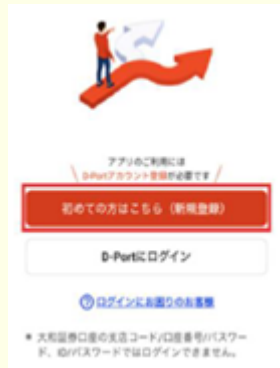 アプリのご利用には
D-Portアカウント登録が必要です
初めての方はこちら（新規登録）
D-Portにログイン
ログインにお困りのお客様
* 大和証券口座の支店コード/口座番号/パスワー
ド、ID/パスワードではログインできません。